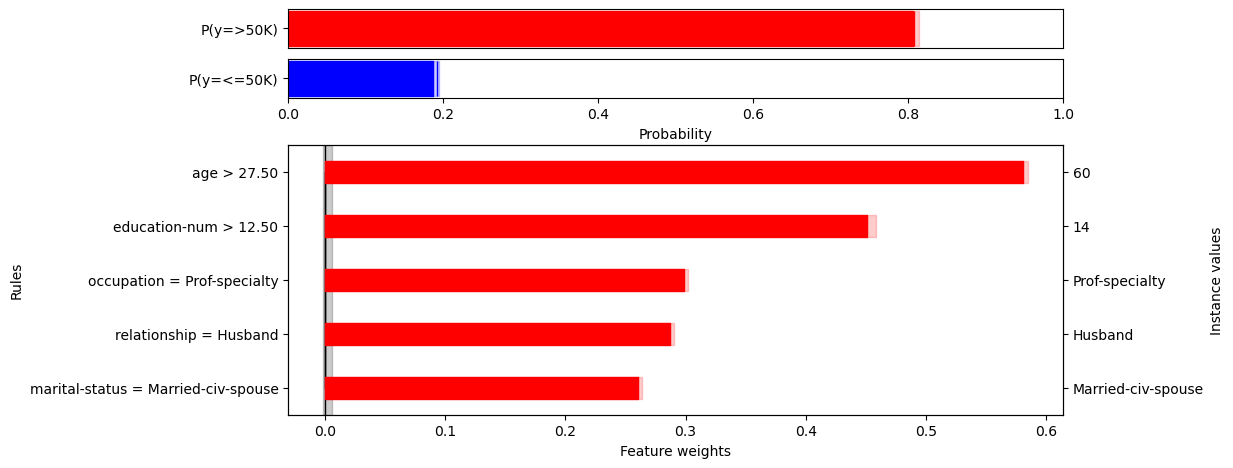 P(y=>50K)
P(y=<=50K)
0.0 0.2 0.4 0.6 0.8 1.0
Probability
age > 27.50 60
education-num > 12.50 14
occupation = Prof-specialty Prof-specialty
relationship = Husband Husband
marital-status = Married-civ-spouse Married-civ-spouse
Rules
Instance values
0.0 0.1 0.2 0.3 0.4 0.5 0.6
Feature weights